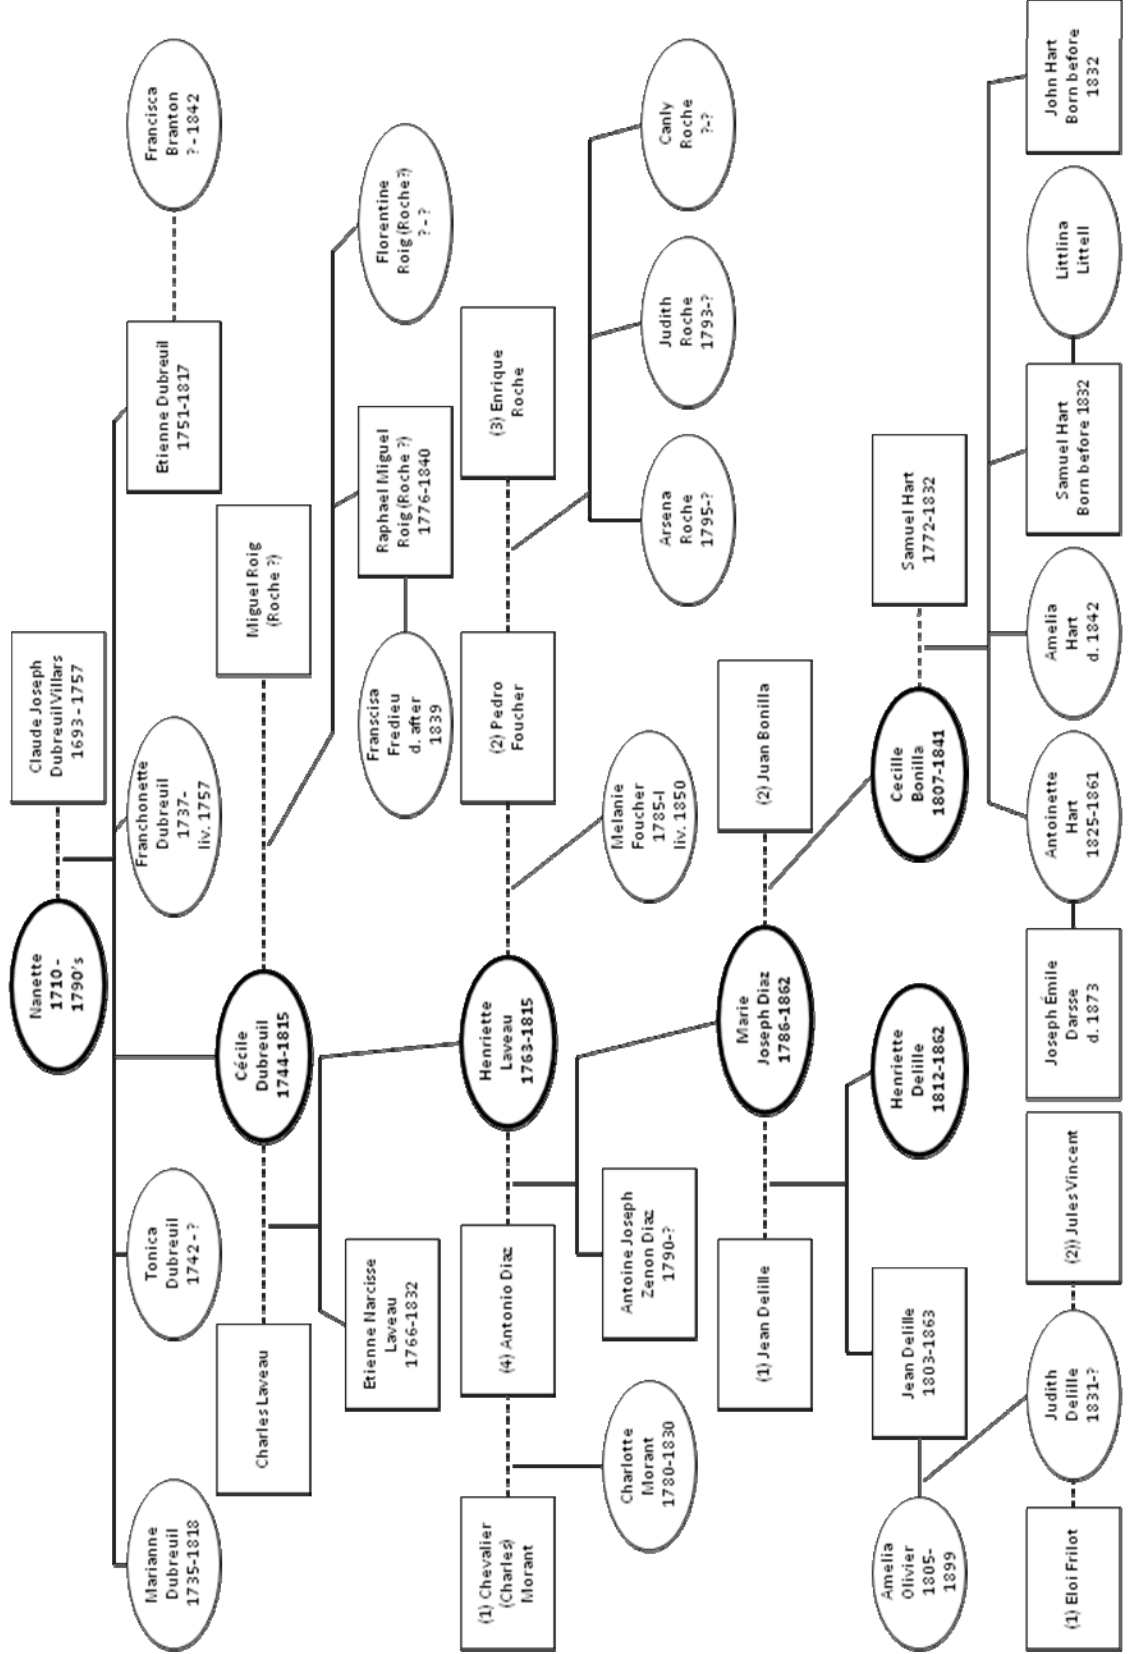 Nanette
1710 -
1790's
Claude Joseph
Dubreuil Villars
1693 - 1757
Marianne
Dubreuil
1735-1818
Tonica
Dubreuil
1742 - ?
Franchonette
Dubreuil
1737-
liv. 1757
Etienne Dubreuil
1751-1817
Francisca
Branton
? - 1842
Charles Laveau
Cécile
Dubreuil
1744-1815
Miguel Roig
(Roche ?)
Etienne Narcisse
Laveau
1766-1832
Franscisa
Fredieu
d. after
1839
Raphael Miguel
Roig (Roche ?)
1776-1840
Florentine
Roig (Roche?)
? - ?
(1) Chevalier
(Charles)
Morant
(4) Antonio Diaz
Henriette
Laveau
1763-1815
(2) Pedro
Foucher
(3) Enrique
Roche
Charlotte
Morant
1780-1830
Antoine Joseph
Zenon Diaz
1790-?
Melanie
Foucher
1785-l
liv. 1850
Arsena
Roche
1795-?
Judith
Roche
1793-?
Canly
Roche
?-?
(1) Jean Delille
Marie
Joseph Diaz
1786-1862
(2) Juan Bonilla
Amelia
Olivier
1805-
1899
Jean Delille
1803-1863
Henriette
Delille
1812-1862
Cecille
Bonilla
1807-1841
Samuel Hart
1772-1832
(1) Eloi Frilot
Judith
Delille
1831-?
(2)) Jules Vincent
Joseph Émile
Darsse
d. 1873
Antoinette
Hart
1825-1861
Amelia
Hart
d. 1842
Samuel Hart
Born before 1832
Littlina
Littell
John Hart
Born before
1832